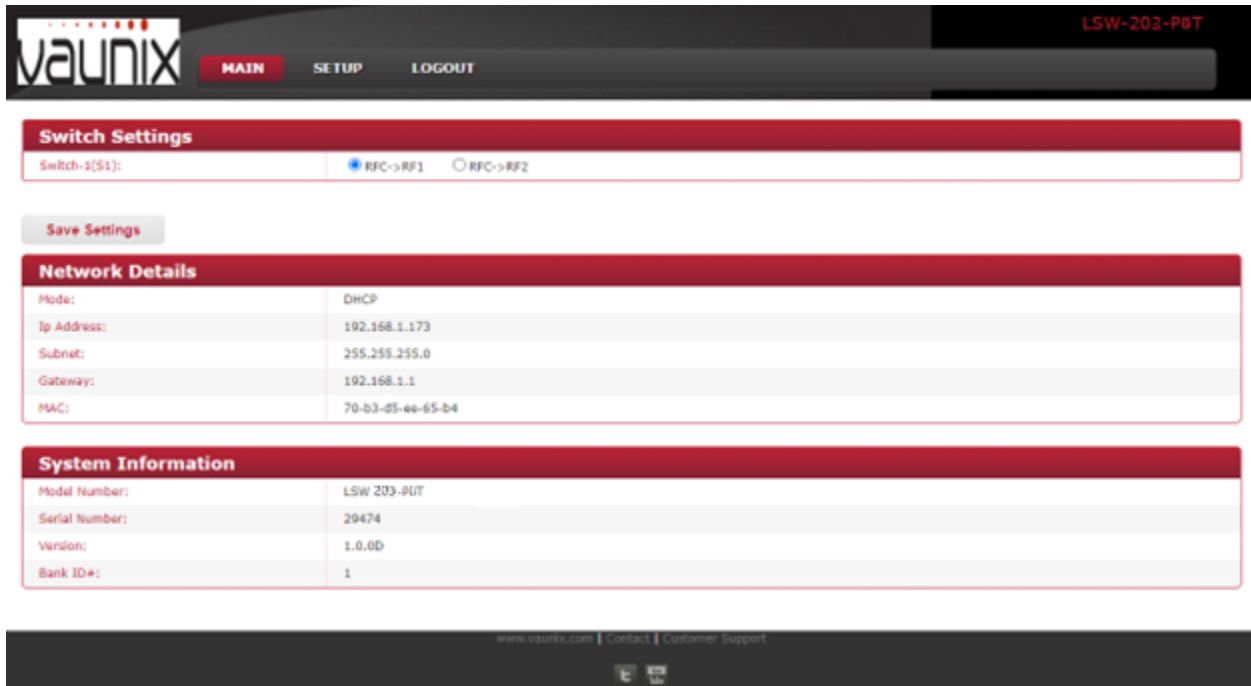 vaunix
LSW-203-P0T
MAIN SETUP LOGOUT
Switch Settings
Switch-1(S1): RFC->RF1 RFC->RF2
Save Settings
Network Details
Mode: DHCP
Ip Address: 192.168.1.173
Subnet: 255.255.255.0
Gateway: 192.168.1.1
MAC: 70-b3-d5-ee-65-b4
System Information
Model Number: LSW 203-P0T
Serial Number: 29474
Version: 1.0.0D
Bank ID#: 1
www.vaunix.com | Contact | Customer Support